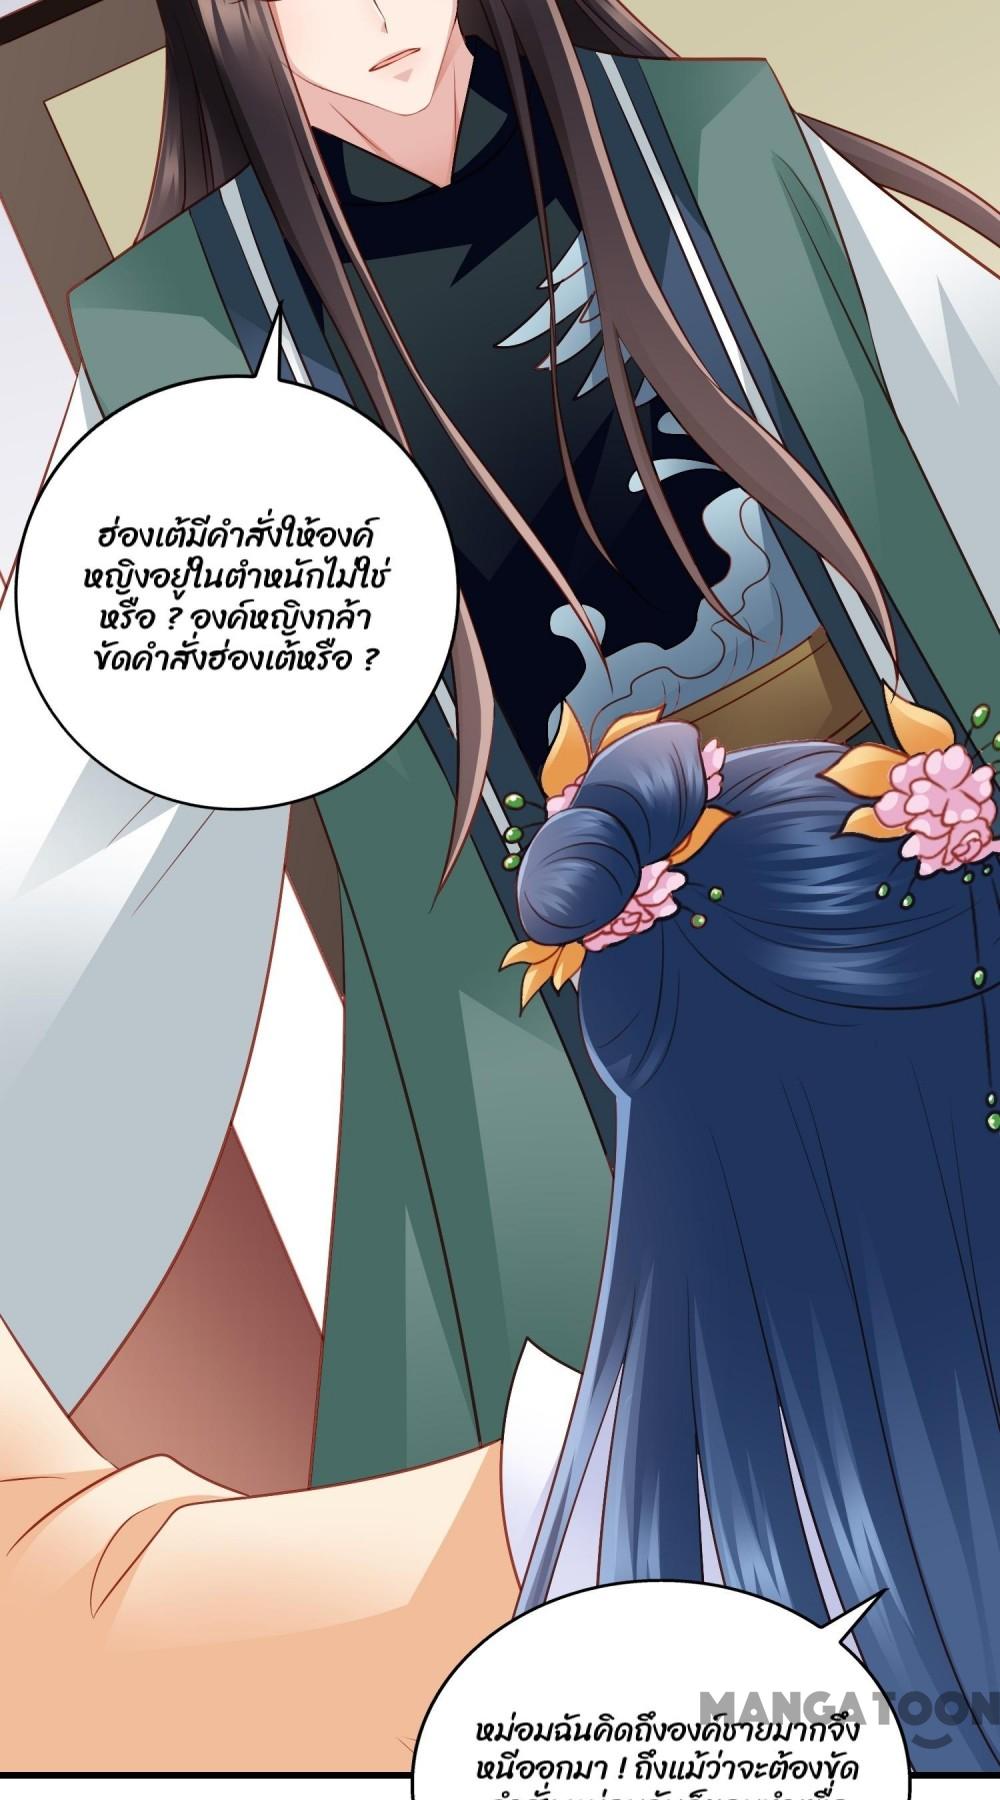 ฮ่องเต้มีคำสั่งให้องค์
หญิงอยู่ในตำหนักไม่ใช่
หรือ ? องค์หญิงกล้า
ขัดคำสั่งฮ่องเต้หรือ ?
MANGATOON
หม่อมฉันคิดถึงองค์ชายมากจึง
หนีออกมา ! ถึงแม้ว่าจะต้องขัด